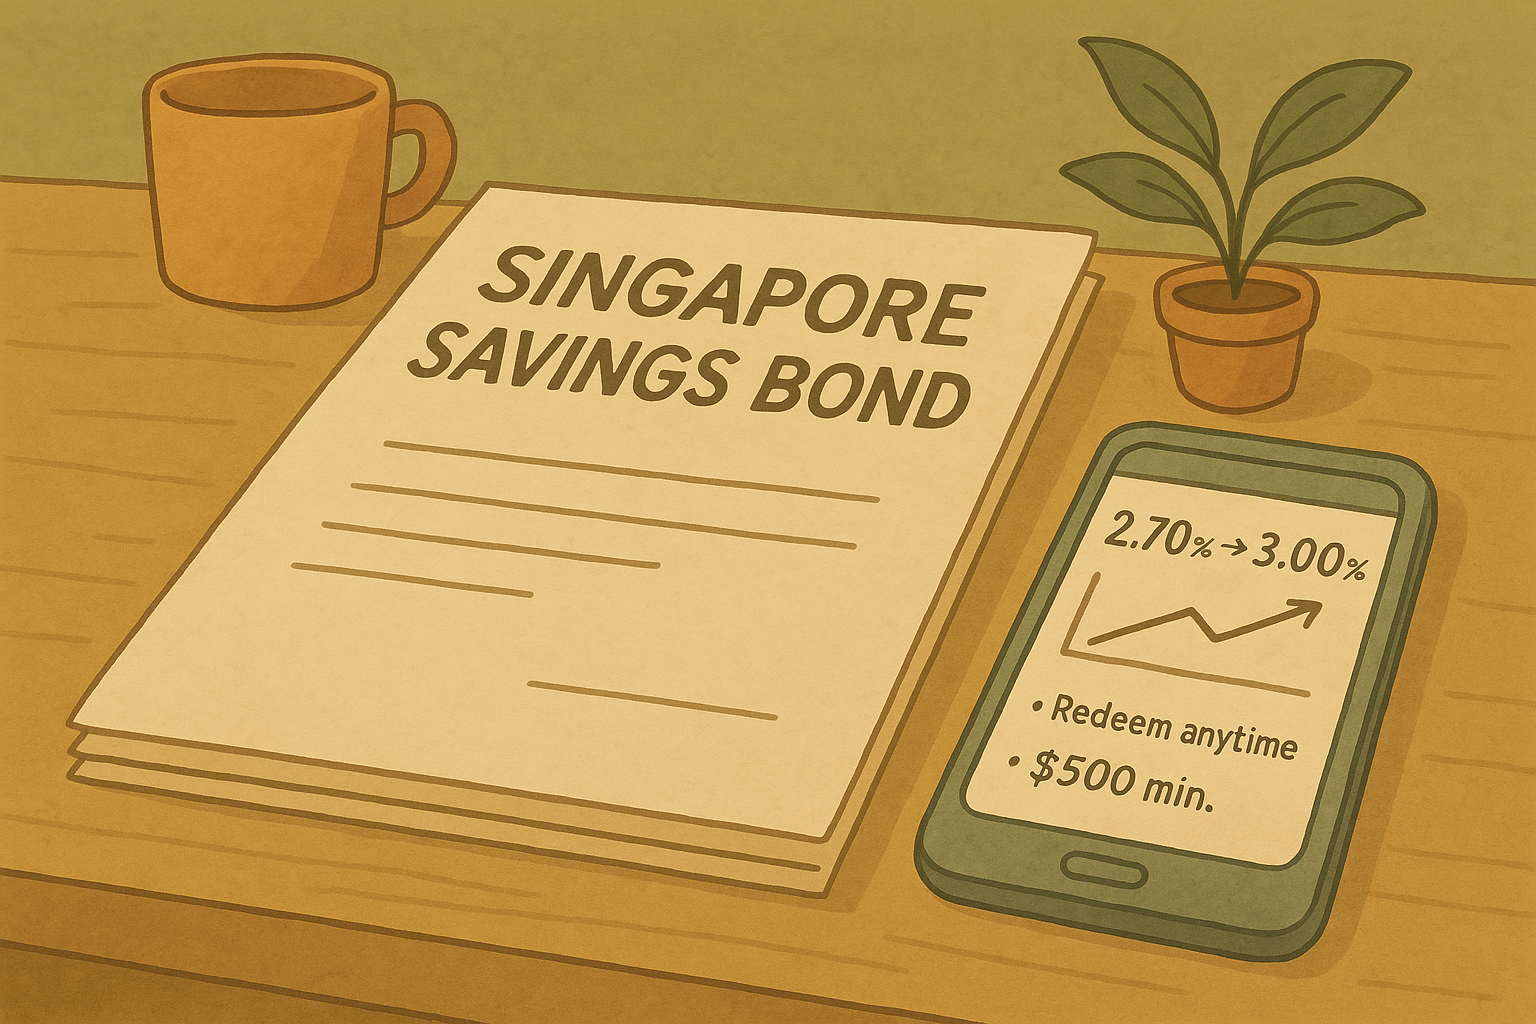 SINGAPORE
SAVINGS BOND
2.70% → 3.00%
• Redeem anytime
• $500 min.